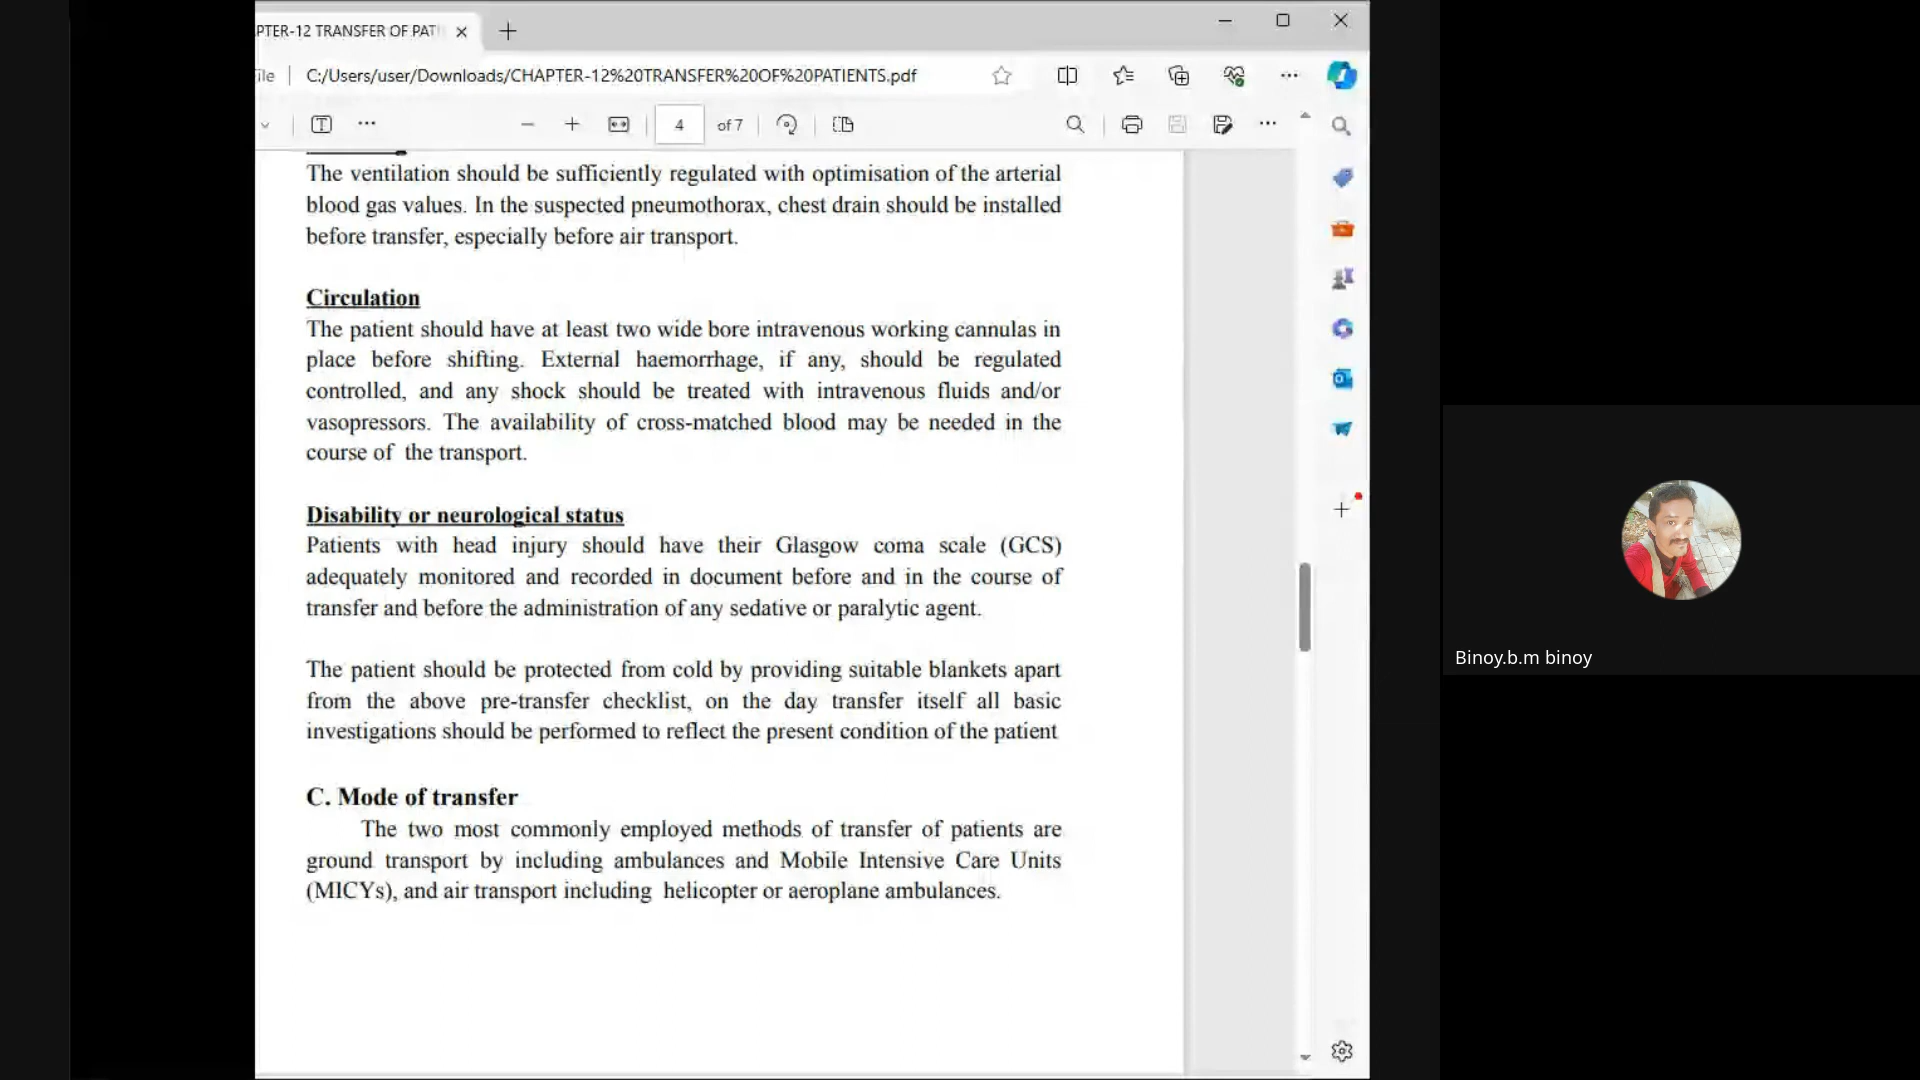 PTER-12 TRANSFER OF PAT
ile
C:/Users/user/Downloads/CHAPTER-12%20TRANSFER%20OF%20PATIENTS.pdf
4 of 7
The ventilation should be sufficiently regulated with optimisation of the arterial
blood gas values. In the suspected pneumothorax, chest drain should be installed
before transfer, especially before air transport.
Circulation
The patient should have at least two wide bore intravenous working cannulas in
place before shifting. External haemorrhage, if any, should be regulated
controlled, and any shock should be treated with intravenous fluids and/or
vasopressors. The availability of cross-matched blood may be needed in the
course of the transport.
Disability or neurological status
Patients with head injury should have their Glasgow coma scale (GCS)
adequately monitored and recorded in document before and in the course of
transfer and before the administration of any sedative or paralytic agent.
The patient should be protected from cold by providing suitable blankets apart
from the above pre-transfer checklist, on the day transfer itself all basic
investigations should be performed to reflect the present condition of the patient
C. Mode of transfer
The two most commonly employed methods of transfer of patients are
ground transport by including ambulances and Mobile Intensive Care Units
(MICYs), and air transport including helicopter or aeroplane ambulances.
Binoy.b.m binoy